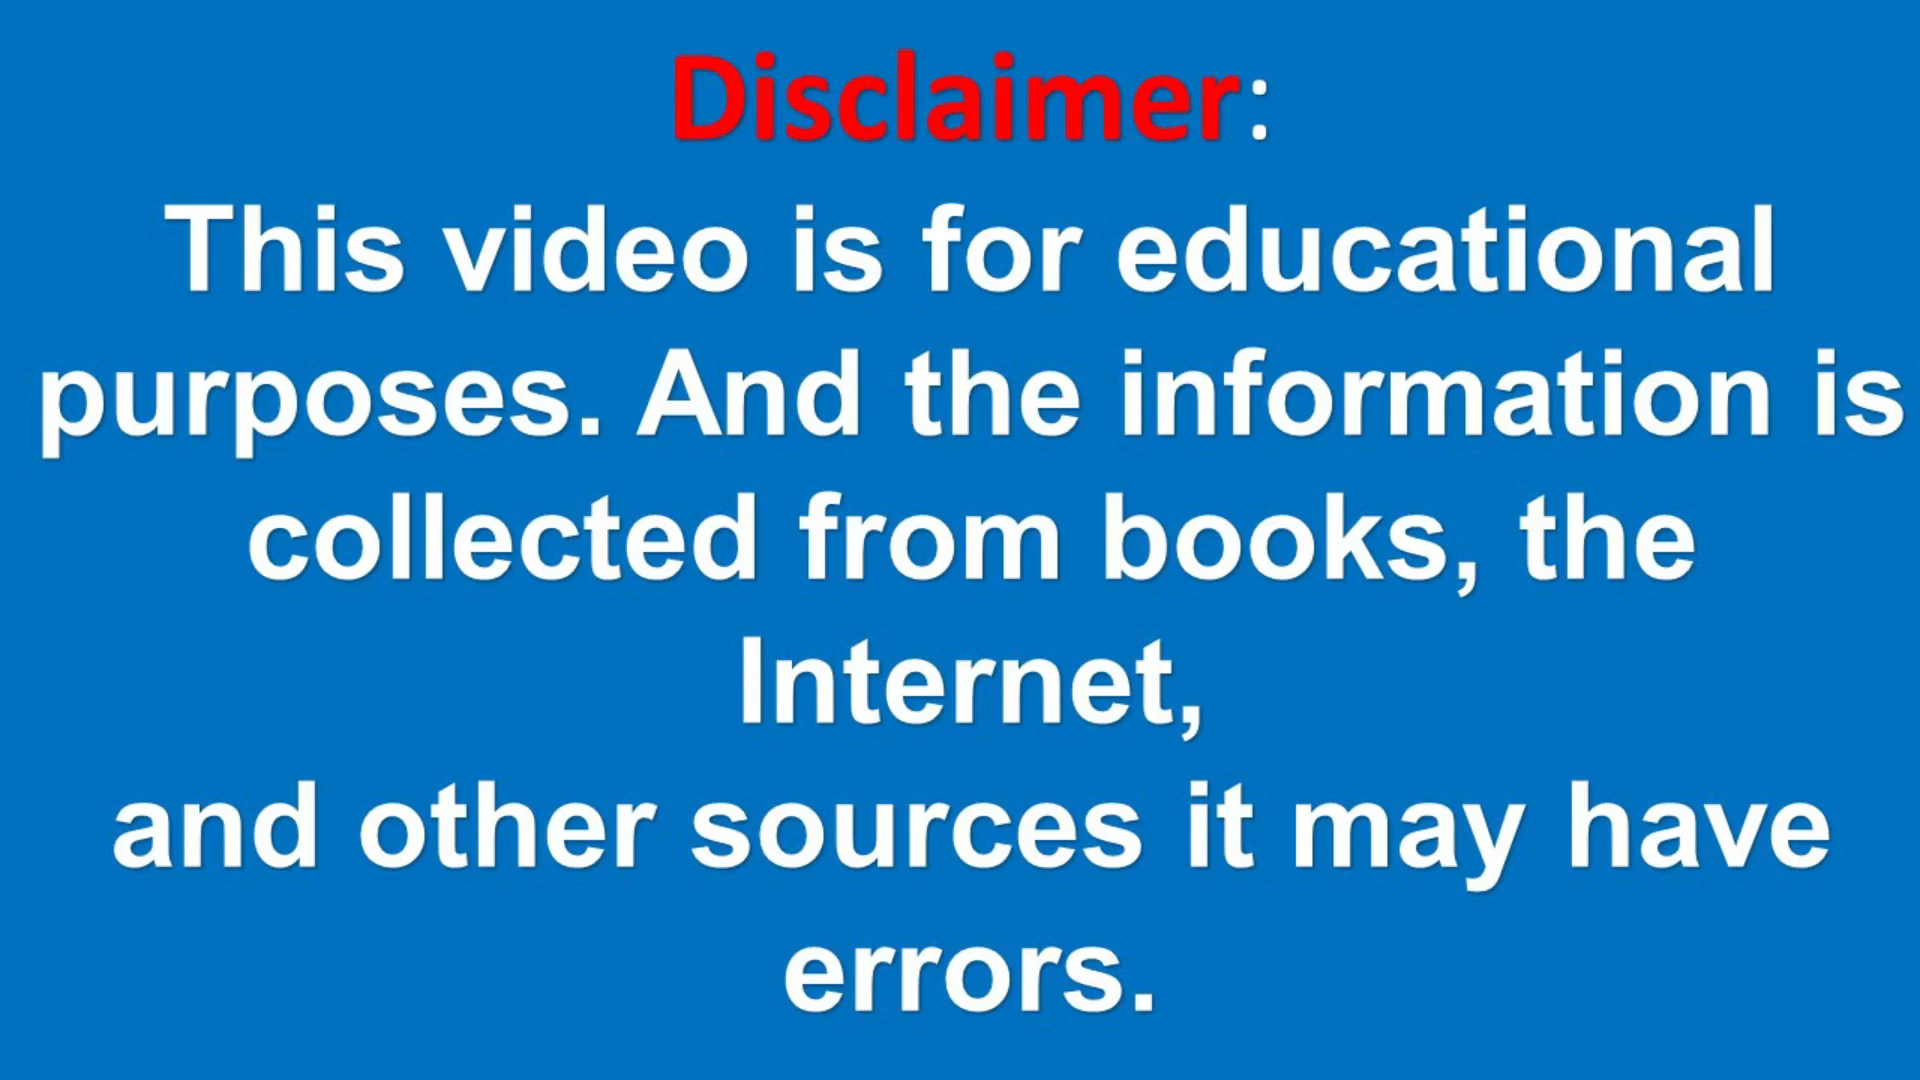 Disclaimer:
This video is for educational
purposes. And the information is
collected from books, the
Internet,
and other sources it may have
errors.